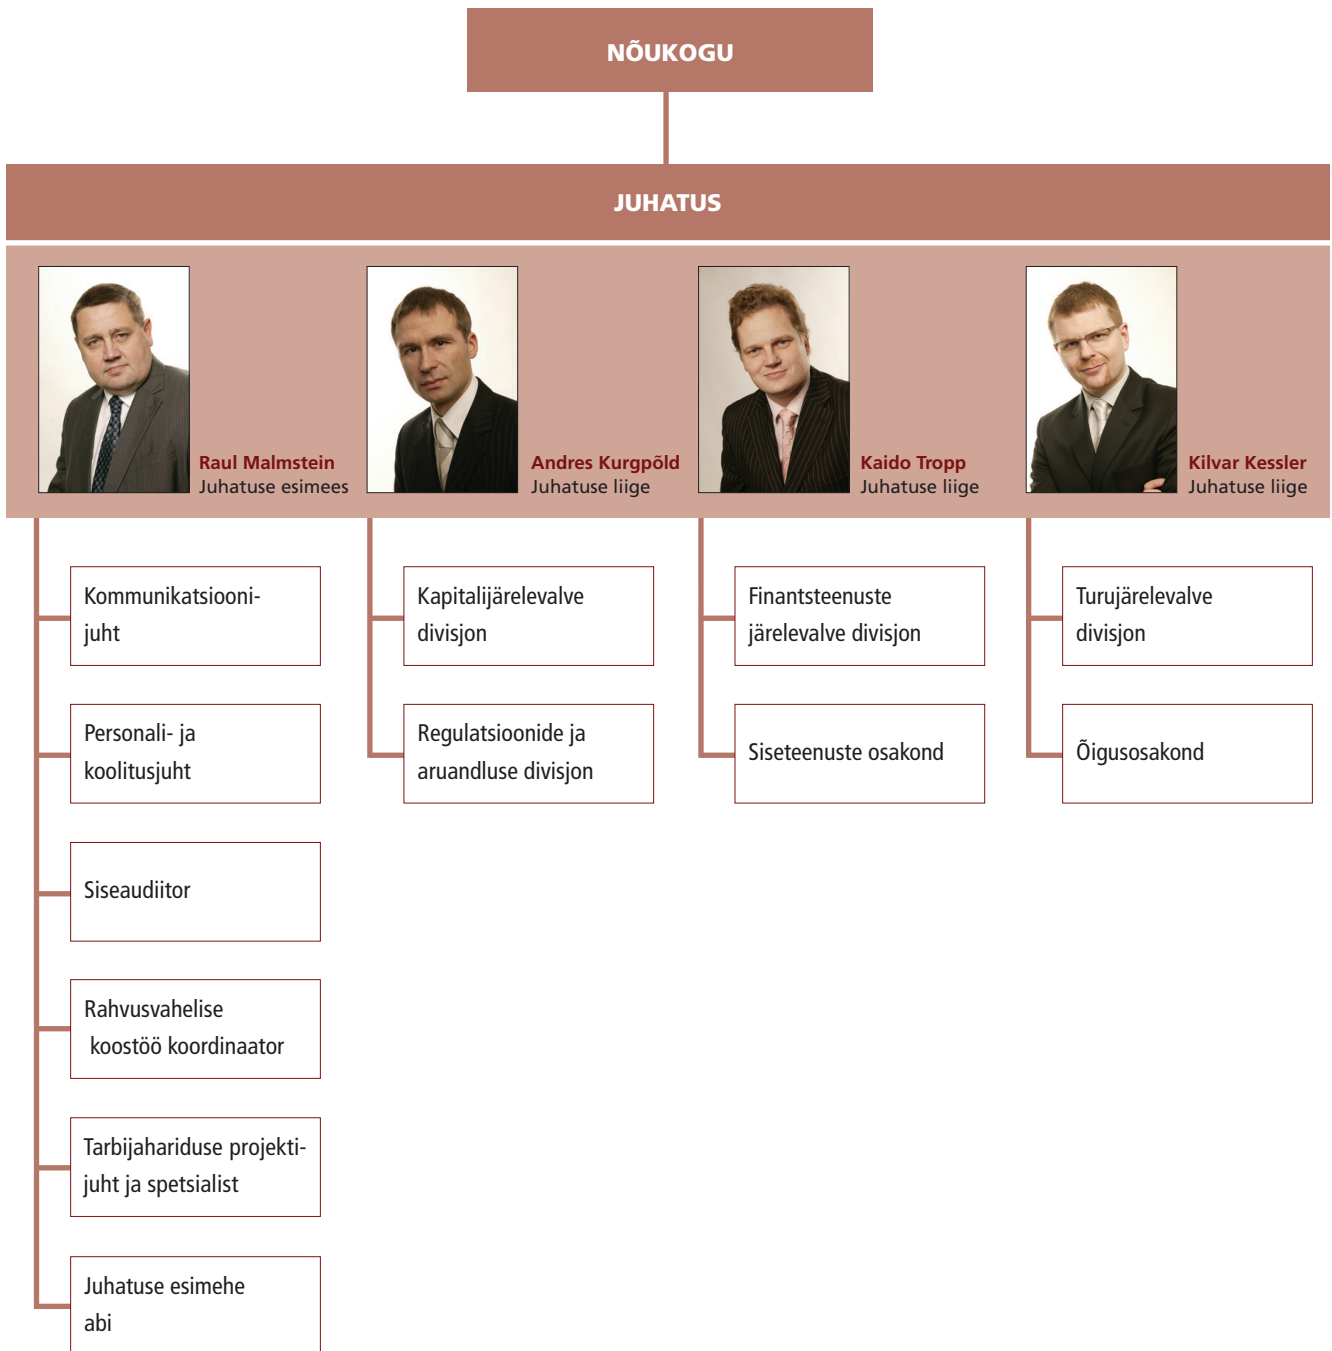 NÕUKOGU
JUHATUS
Raul Malmstein
Juhatuse esimees
Andres Kurgpõld
Juhatuse liige
Kaido Tropp
Juhatuse liige
Kilvar Kessler
Juhatuse liige
Kommunikatsiooni-
juht
Personali- ja
koolitusjuht
Siseaudiitor
Rahvusvahelise
koostöö koordinaator
Tarbijahariduse projekti-
juht ja spetsialist
Juhatuse esimehe
abi
Kapitalijärelevalve
divisjon
Regulatsioonide ja
aruandluse divisjon
Finantsteenuste
järelevalve divisjon
Siseteenuste osakond
Turujärelevalve
divisjon
Õigusosakond